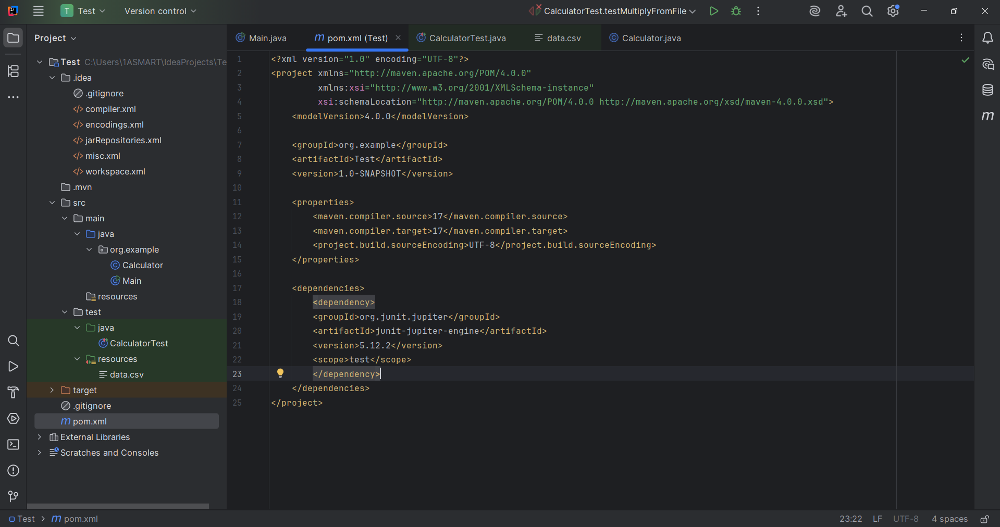 Test
Version control
CalculatorTest.testMultiplyFromFile
Project
Main.java
pom.xml (Test)
CalculatorTest.java
data.csv
Calculator.java
Test C:\Users\1ASMART\IdeaProjects\Te
.idea
.gitignore
compiler.xml
encodings.xml
jarRepositories.xml
misc.xml
workspace.xml
.mvn
src
main
java
org.example
Calculator
Main
resources
test
java
CalculatorTest
resources
data.csv
target
.gitignore
pom.xml
External Libraries
Scratches and Consoles
1 <?xml version="1.0" encoding="UTF-8"?>
2 <project xmlns="http://maven.apache.org/POM/4.0.0"
3 xmlns:xsi="http://www.w3.org/2001/XMLSchema-instance"
4 xsi:schemaLocation="http://maven.apache.org/POM/4.0.0 http://maven.apache.org/xsd/maven-4.0.0.xsd">
5 <modelVersion>4.0.0</modelVersion>
6
7 <groupId>org.example</groupId>
8 <artifactId>Test</artifactId>
9 <version>1.0-SNAPSHOT</version>
10
11 <properties>
12 <maven.compiler.source>17</maven.compiler.source>
13 <maven.compiler.target>17</maven.compiler.target>
14 <project.build.sourceEncoding>UTF-8</project.build.sourceEncoding>
15 </properties>
16
17 <dependencies>
18 <dependency>
19 <groupId>org.junit.jupiter</groupId>
20 <artifactId>junit-jupiter-engine</artifactId>
21 <version>5.12.2</version>
22 <scope>test</scope>
23 </dependency>
24 </dependencies>
25 </project>
Test > m pom.xml
23:22 LF UTF-8 4 spaces